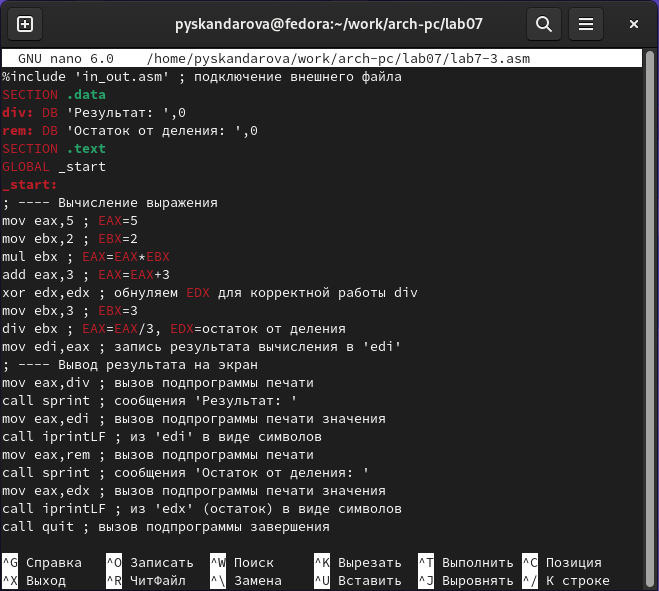 pyskandarova@fedora:~/work/arch-pc/lab07
GNU nano 6.0 /home/pyskandarova/work/arch-pc/lab07/lab7-3.asm
%include 'in_out.asm' ; подключение внешнего файла
SECTION .data
div: DB 'Результат: ',0
rem: DB 'Остаток от деления: ',0
SECTION .text
GLOBAL _start
_start:
; ---- Вычисление выражения
mov eax,5 ; EAX=5
mov ebx,2 ; EBX=2
mul ebx ; EAX=EAX*EBX
add eax,3 ; EAX=EAX+3
xor edx,edx ; обнуляем EDX для корректной работы div
mov ebx,3 ; EBX=3
div ebx ; EAX=EAX/3, EDX=остаток от деления
mov edi,eax ; запись результата вычисления в 'edi'
; ---- Вывод результата на экран
mov eax,div ; вызов подпрограммы печати
call sprint ; сообщения 'Результат: '
mov eax,edi ; вызов подпрограммы печати значения
call iprintLF ; из 'edi' в виде символов
mov eax,rem ; вызов подпрограммы печати
call sprint ; сообщения 'Остаток от деления: '
mov eax,edx ; вызов подпрограммы печати значения
call iprintLF ; из 'edx' (остаток) в виде символов
call quit ; вызов подпрограммы завершения
^G Справка ^O Записать ^W Поиск ^K Вырезать ^T Выполнить ^C Позиция
^X Выход ^R ЧитФайл ^\ Замена ^U Вставить ^J Выровнять ^/ К строке